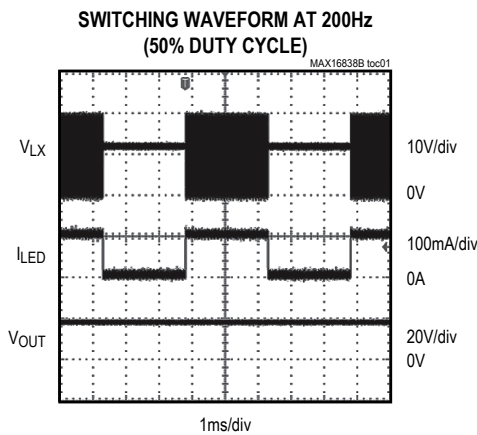 SWITCHING WAVEFORM AT 200Hz
(50% DUTY CYCLE)
MAX16838B toc01
T
VLX
10V/div
0V
ILED
100mA/div
0A
VOUT
20V/div
0V
1ms/div